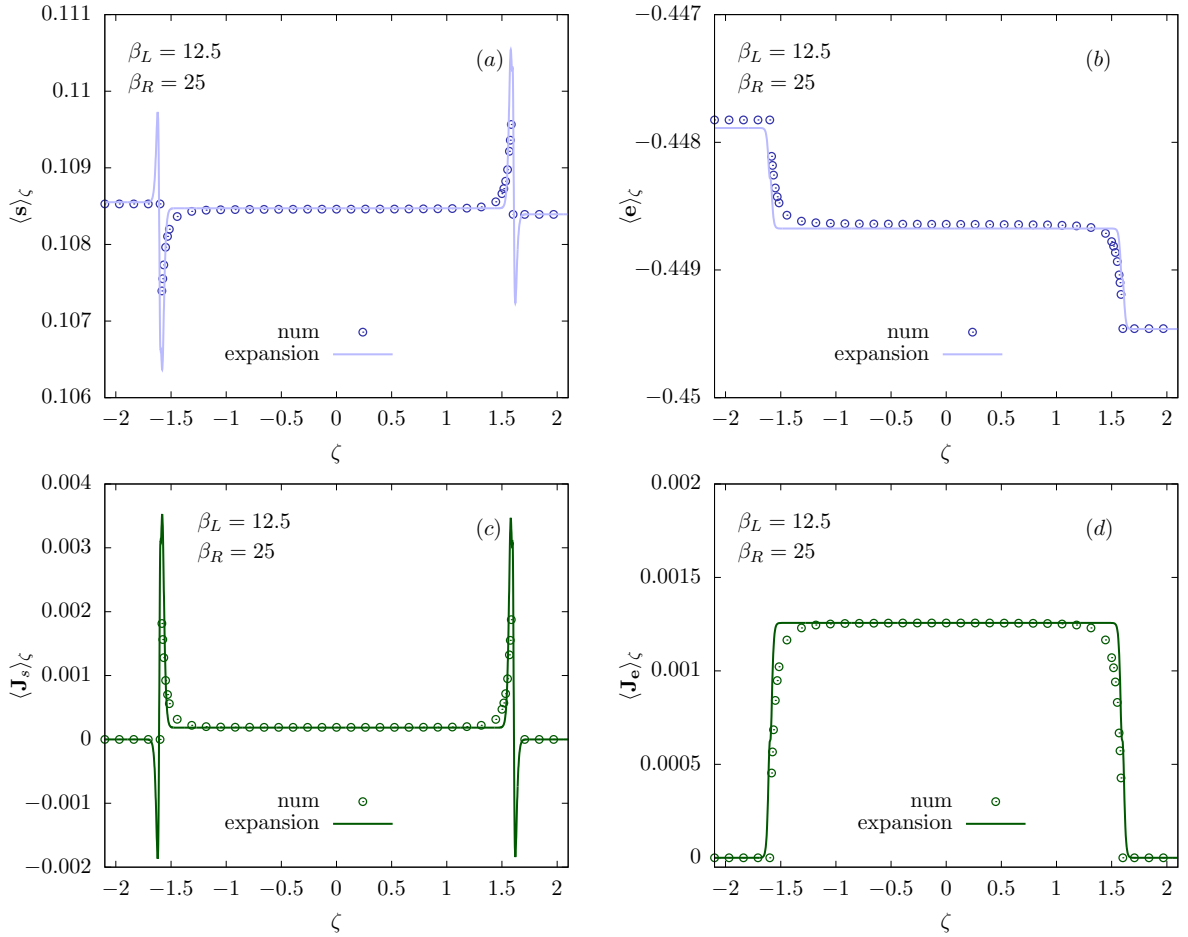 0.111
0.11
0.109
0.108
0.107
0.106
⟨s⟩ζ
β_L = 12.5
β_R = 25
(a)
num
expansion
−2 −1.5 −1 −0.5 0 0.5 1 1.5 2
ζ
−0.447
−0.448
−0.449
−0.45
⟨e⟩ζ
β_L = 12.5
β_R = 25
(b)
num
expansion
−2 −1.5 −1 −0.5 0 0.5 1 1.5 2
ζ
0.004
0.003
0.002
0.001
0
−0.001
−0.002
⟨J_s⟩ζ
β_L = 12.5
β_R = 25
(c)
num
expansion
−2 −1.5 −1 −0.5 0 0.5 1 1.5 2
ζ
0.002
0.0015
0.001
0.0005
0
⟨J_e⟩ζ
β_L = 12.5
β_R = 25
(d)
num
expansion
−2 −1.5 −1 −0.5 0 0.5 1 1.5 2
ζ